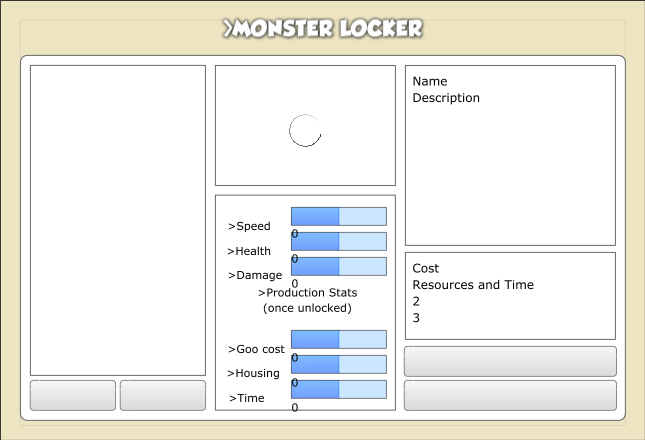 >MONSTER LOCKER
>Speed
0
>Health
0
>Damage
0
>Production Stats
(once unlocked)
>Goo cost
0
>Housing
0
>Time
0
Name
Description
Cost
Resources and Time
2
3